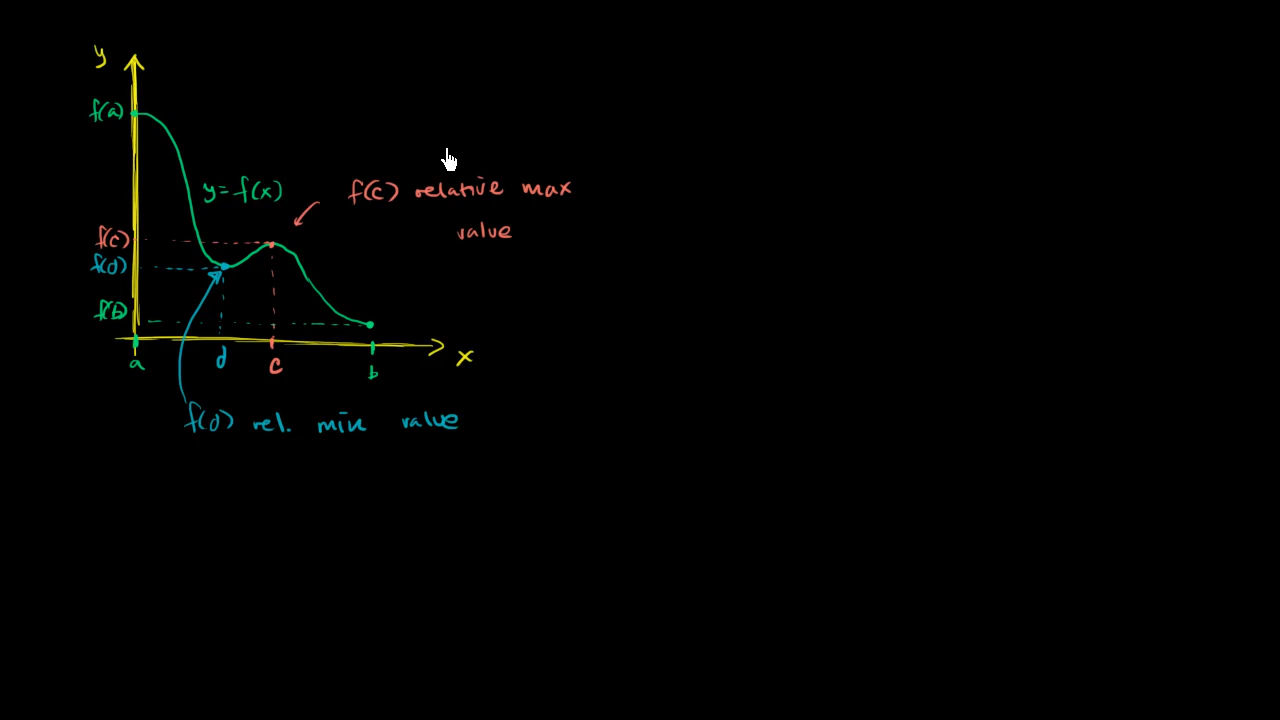 y
f(a)
y=f(x)
f(c) relative max
value
f(c)
f(d)
f(b)
a
d
c
b
x
f(d) rel. min value